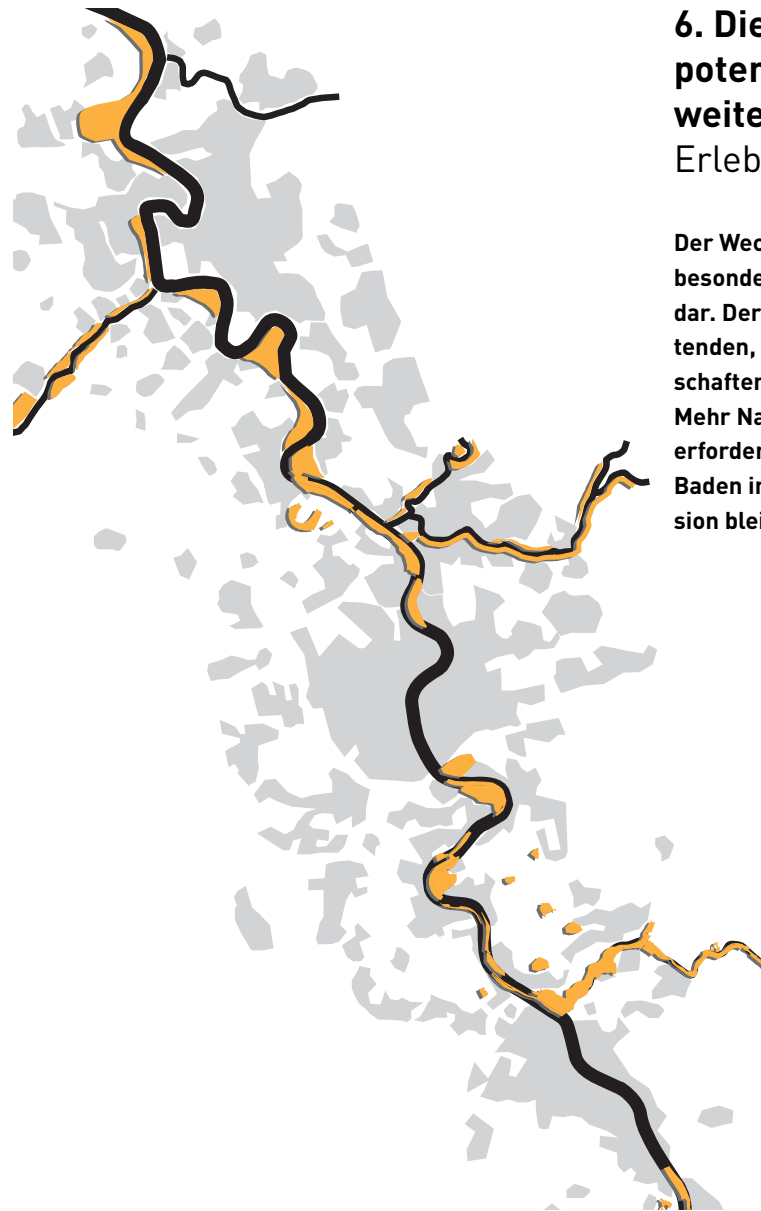 6. Die
poten
weite
Erleb
Der Wec
besonde
dar. Der
tenden,
schaften
Mehr Na
erforder
Baden in
sion blei